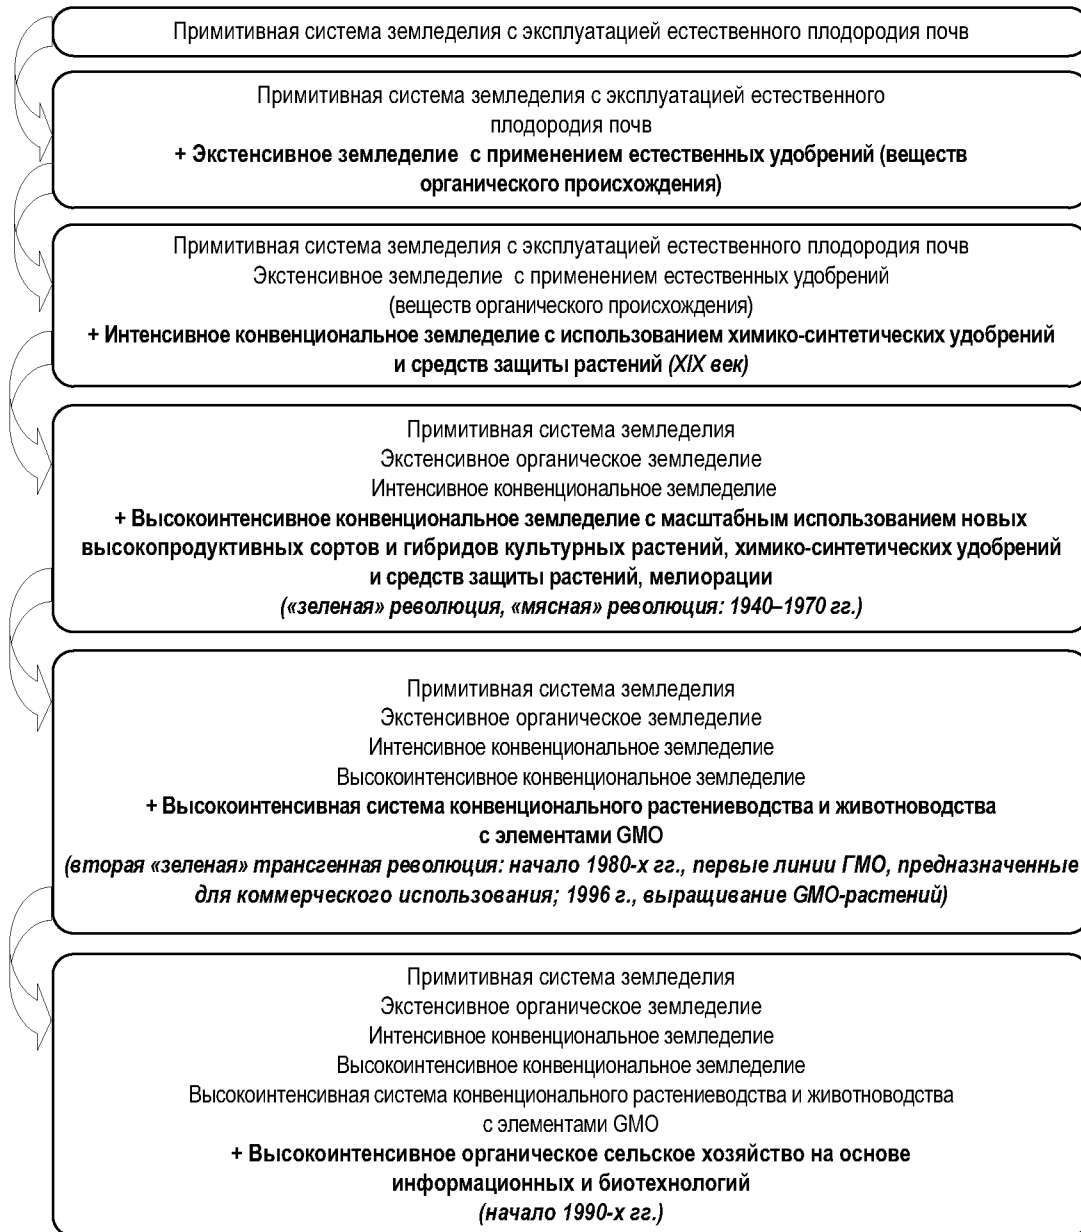 Примитивная система земледелия с эксплуатацией естественного плодородия почв
Примитивная система земледелия с эксплуатацией естественного
плодородия почв
+ Экстенсивное земледелие с применением естественных удобрений (веществ
органического происхождения)
Примитивная система земледелия с эксплуатацией естественного плодородия почв
Экстенсивное земледелие с применением естественных удобрений
(веществ органического происхождения)
+ Интенсивное конвенциональное земледелие с использованием химико-синтетических удобрений
и средств защиты растений (XIX век)
Примитивная система земледелия
Экстенсивное органическое земледелие
Интенсивное конвенциональное земледелие
+ Высокоинтенсивное конвенциональное земледелие с масштабным использованием новых
высокопродуктивных сортов и гибридов культурных растений, химико-синтетических удобрений
и средств защиты растений, мелиорации
(«зеленая» революция, «мясная» революция: 1940–1970 гг.)
Примитивная система земледелия
Экстенсивное органическое земледелие
Интенсивное конвенциональное земледелие
Высокоинтенсивное конвенциональное земледелие
+ Высокоинтенсивная система конвенционального растениеводства и животноводства
с элементами GMO
(вторая «зеленая» трансгенная революция: начало 1980-х гг., первые линии ГМО, предназначенные
для коммерческого использования; 1996 г., выращивание GMO-растений)
Примитивная система земледелия
Экстенсивное органическое земледелие
Интенсивное конвенциональное земледелие
Высокоинтенсивное конвенциональное земледелие
Высокоинтенсивная система конвенционального растениеводства и животноводства
с элементами GMO
+ Высокоинтенсивное органическое сельское хозяйство на основе
информационных и биотехнологий
(начало 1990-х гг.)